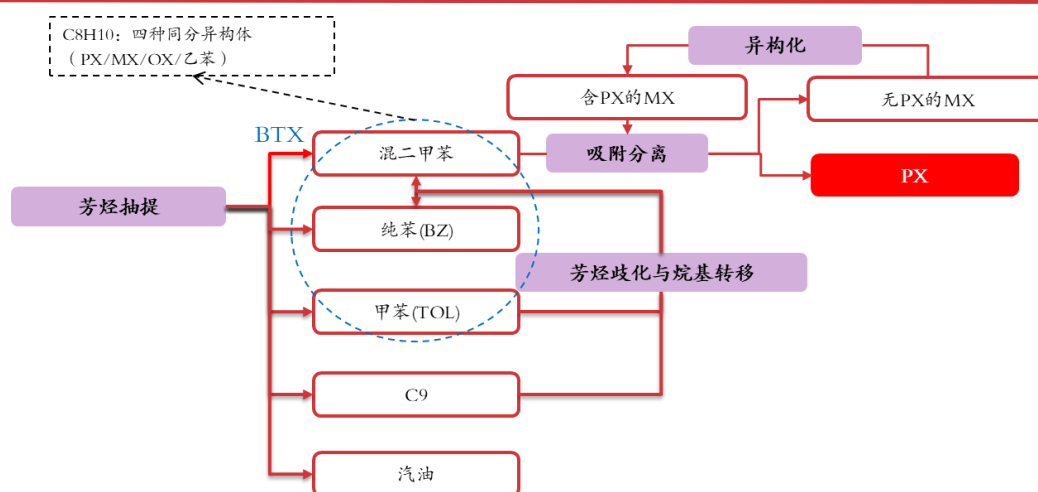 C8H10：四种同分异构体
（PX/MX/OX/乙苯）
异构化
含PX的MX
无PX的MX
BTX
混二甲苯
吸附分离
PX
芳烃抽提
纯苯(BZ)
芳烃歧化与烷基转移
甲苯(TOL)
C9
汽油